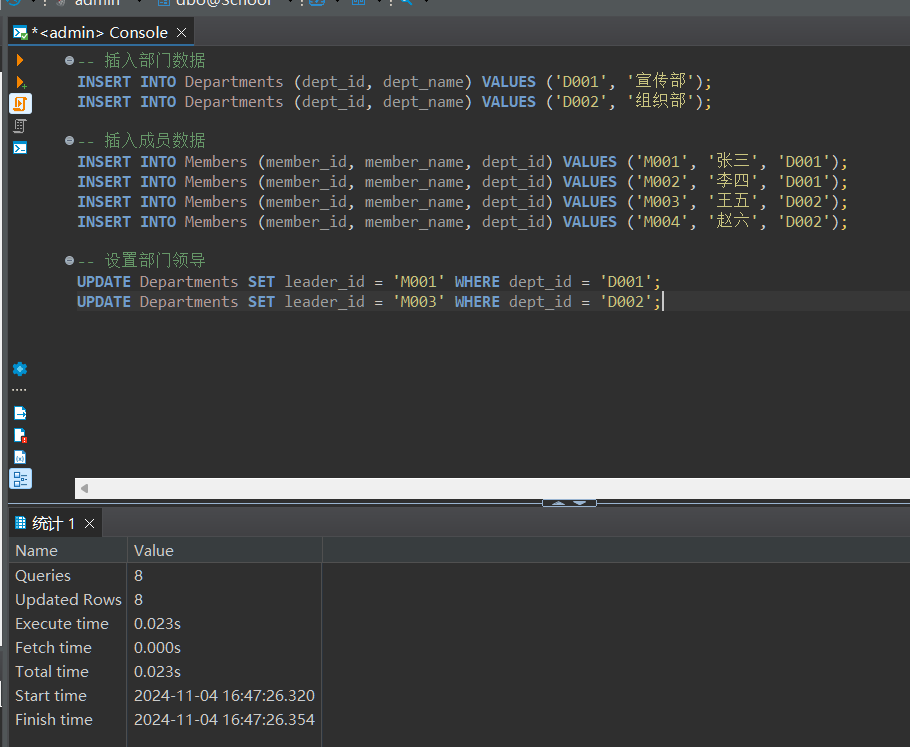 admin dbo@School
*<admin> Console
-- 插入部门数据
INSERT INTO Departments (dept_id, dept_name) VALUES ('D001', '宣传部');
INSERT INTO Departments (dept_id, dept_name) VALUES ('D002', '组织部');
-- 插入成员数据
INSERT INTO Members (member_id, member_name, dept_id) VALUES ('M001', '张三', 'D001');
INSERT INTO Members (member_id, member_name, dept_id) VALUES ('M002', '李四', 'D001');
INSERT INTO Members (member_id, member_name, dept_id) VALUES ('M003', '王五', 'D002');
INSERT INTO Members (member_id, member_name, dept_id) VALUES ('M004', '赵六', 'D002');
-- 设置部门领导
UPDATE Departments SET leader_id = 'M001' WHERE dept_id = 'D001';
UPDATE Departments SET leader_id = 'M003' WHERE dept_id = 'D002';
统计 1
Name Value
Queries 8
Updated Rows 8
Execute time 0.023s
Fetch time 0.000s
Total time 0.023s
Start time 2024-11-04 16:47:26.320
Finish time 2024-11-04 16:47:26.354